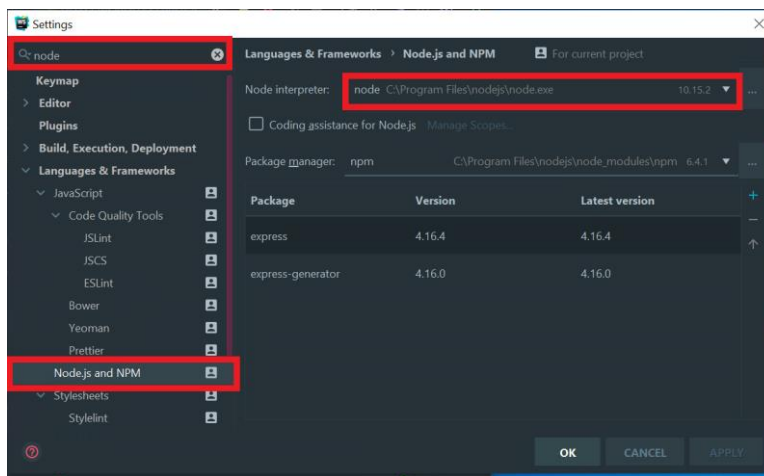 Settings
node
Keymap
Editor
Plugins
Build, Execution, Deployment
Languages & Frameworks
JavaScript
Code Quality Tools
JSLint
JSCS
ESLint
Bower
Yeoman
Prettier
Node.js and NPM
Stylesheets
Stylelint
Languages & Frameworks › Node.js and NPM For current project
Node interpreter: node C:\Program Files\nodejs\node.exe 10.15.2 ...
Coding assistance for Node.js Manage Scopes...
Package manager: npm C:\Program Files\nodejs\node_modules\npm 6.4.1 ...
Package Version Latest version
express 4.16.4 4.16.4
express-generator 4.16.0 4.16.0
OK CANCEL APPLY